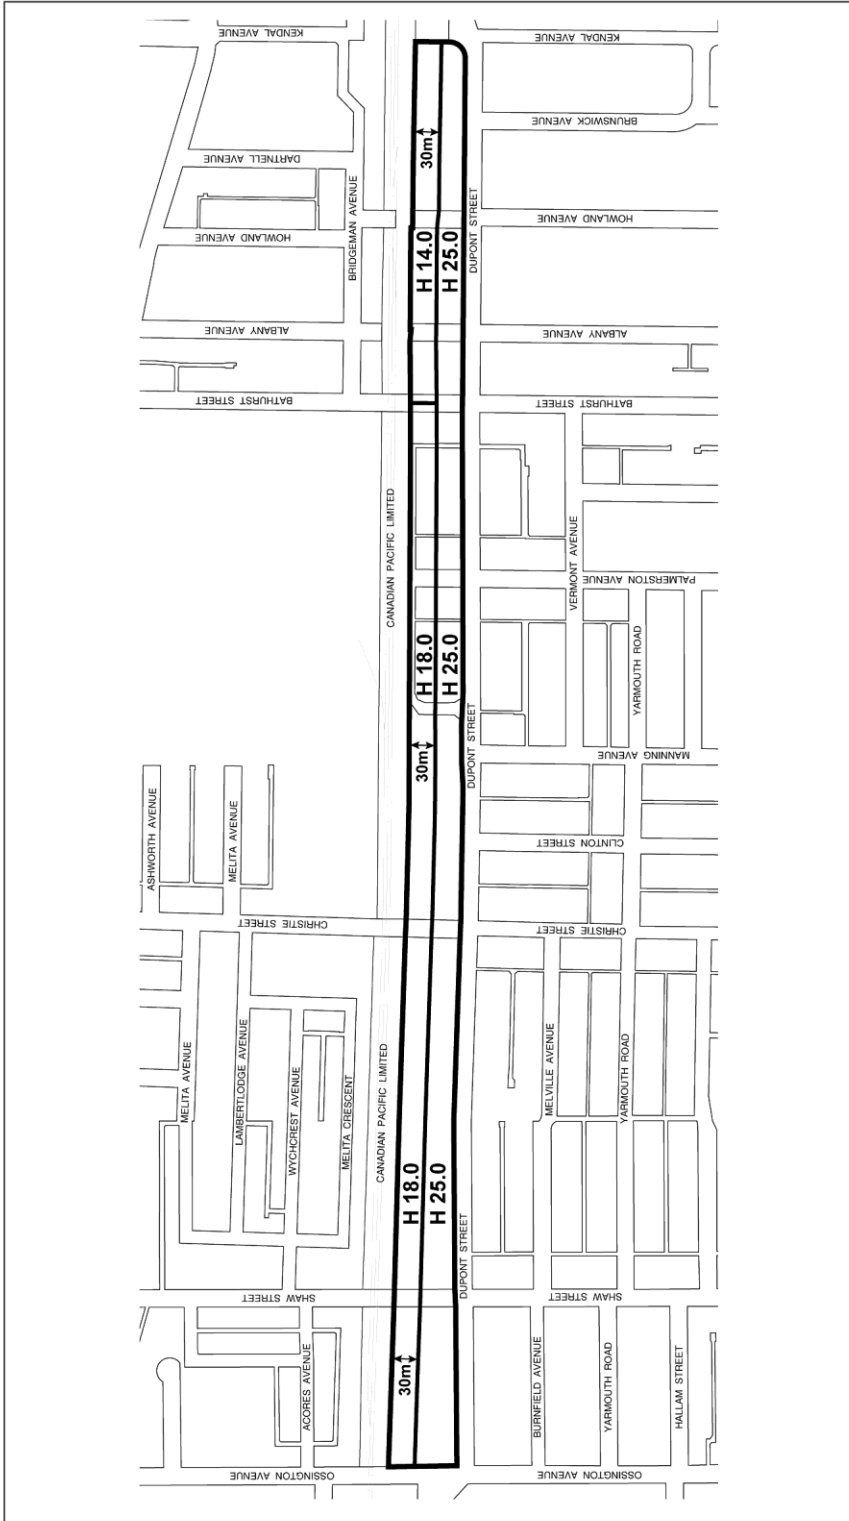 KENDAL AVENUE
KENDAL AVENUE
BRUNSWICK AVENUE
30m
DARTNELL AVENUE
BRIDGEMAN AVENUE
DUPONT STREET
HOWLAND AVENUE
HOWLAND AVENUE
H 14.0
H 25.0
ALBANY AVENUE
ALBANY AVENUE
BATHURST STREET
BATHURST STREET
CANADIAN PACIFIC LIMITED
VERMONT AVENUE
PALMERSTON AVENUE
YARMOUTH ROAD
H 18.0
H 25.0
30m
DUPONT STREET
MANNING AVENUE
ASHWORTH AVENUE
MELITA AVENUE
CLINTON STREET
CHRISTIE STREET
CHRISTIE STREET
MELITA AVENUE
LAMBERTLODGE AVENUE
WYCHCREST AVENUE
MELITA CRESCENT
CANADIAN PACIFIC LIMITED
MELVILLE AVENUE
YARMOUTH ROAD
H 18.0
H 25.0
DUPONT STREET
SHAW STREET
SHAW STREET
30m
ACORES AVENUE
BURNFIELD AVENUE
YARMOUTH ROAD
HALLAM STREET
OSSINGTON AVENUE
OSSINGTON AVENUE